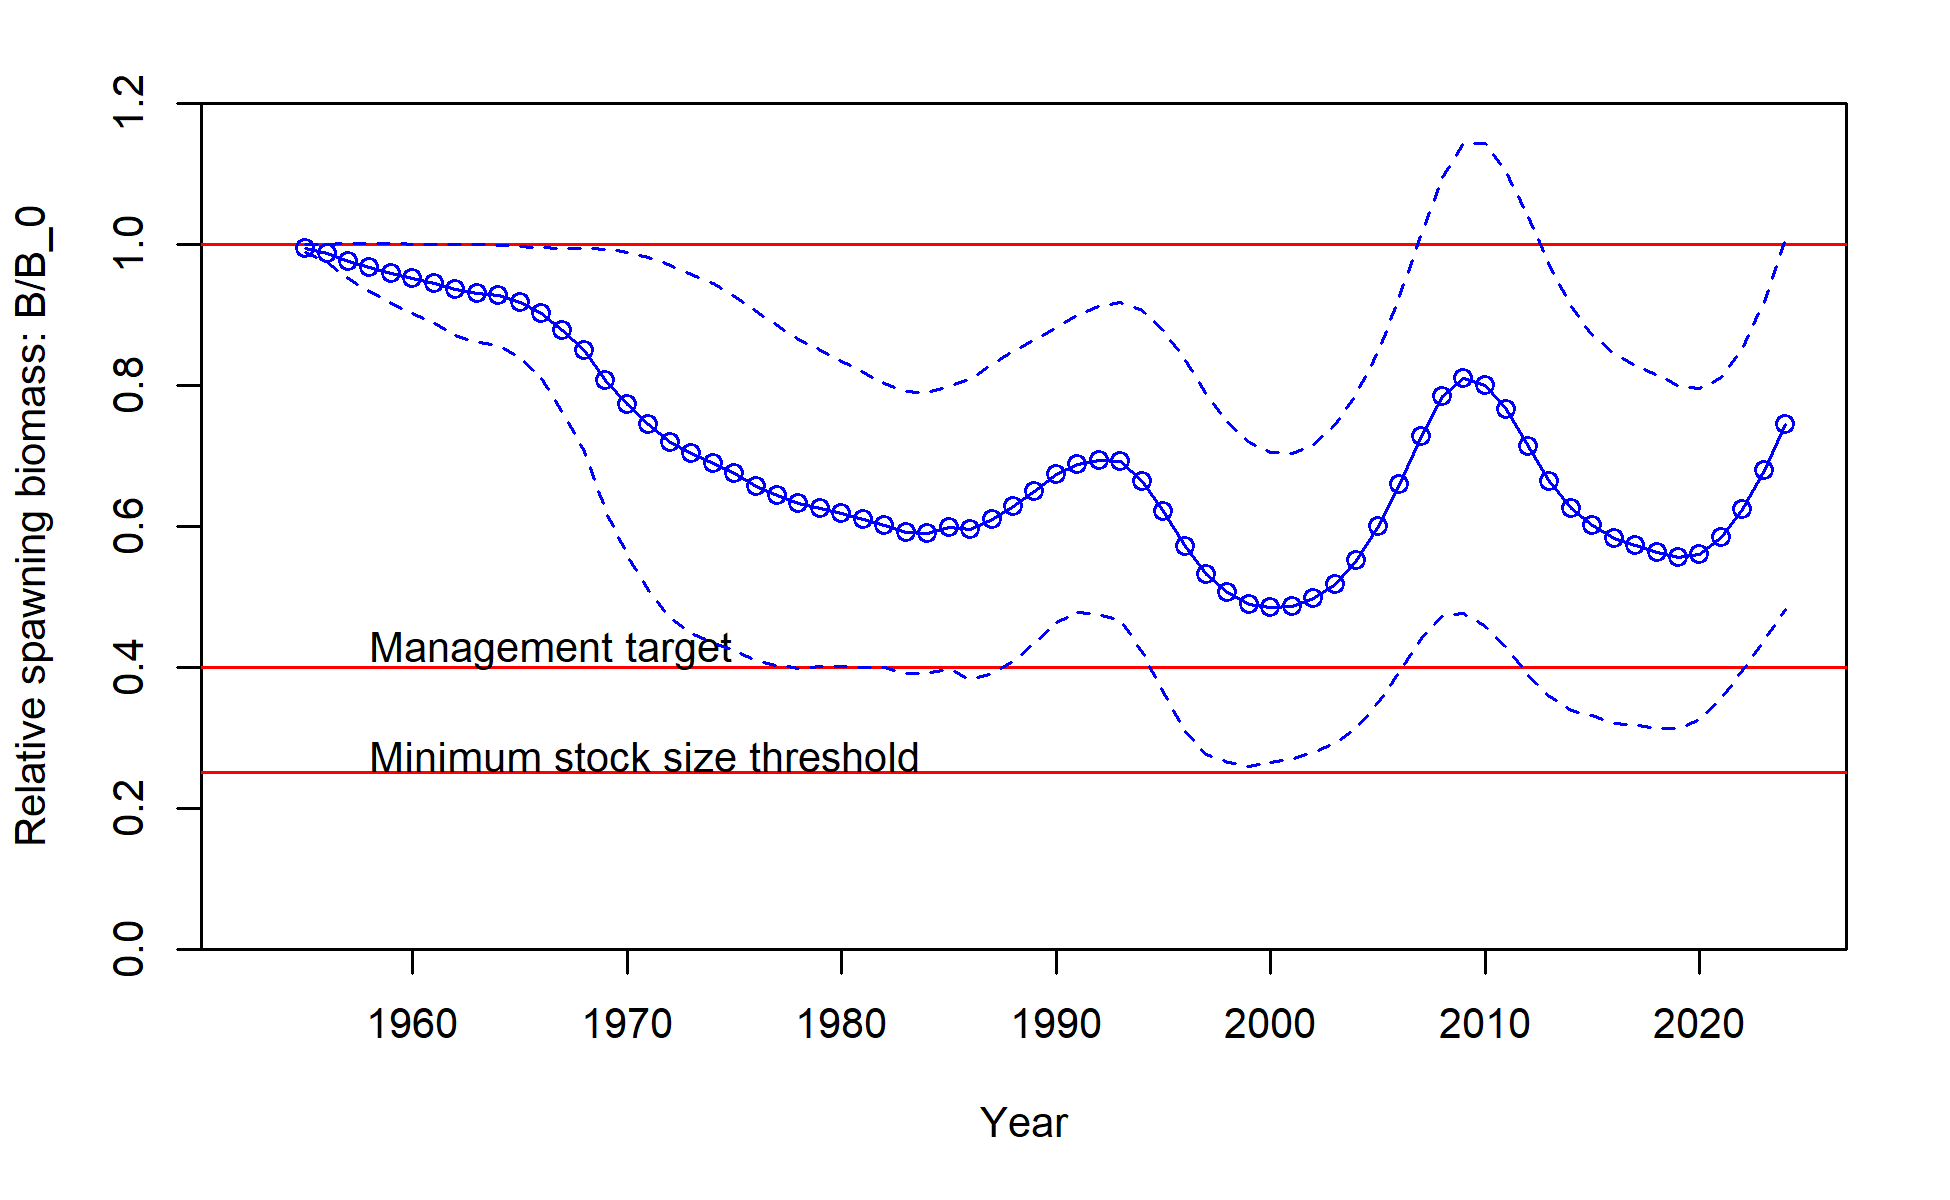 Relative spawning biomass: B/B_0
1.2
1.0
0.8
0.6
0.4
0.2
0.0
Management target
Minimum stock size threshold
1960 1970 1980 1990 2000 2010 2020
Year